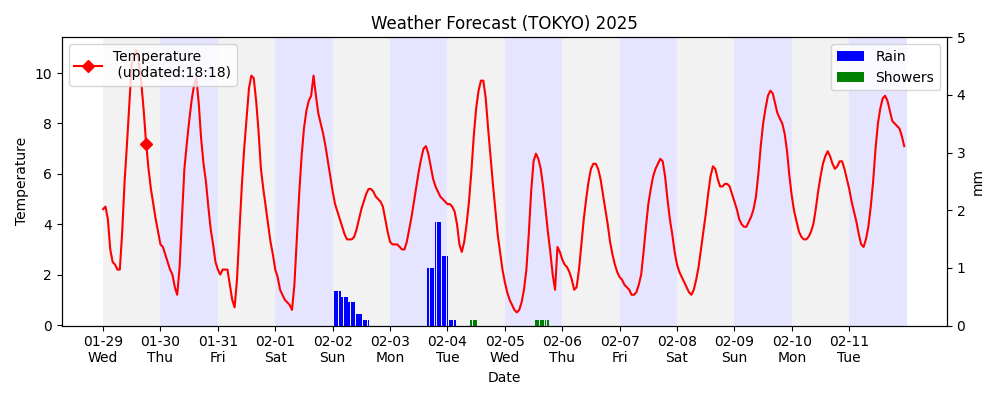 Weather Forecast (TOKYO) 2025
Temperature
(updated:18:18)
Rain
Showers
Temperature
10
8
6
4
2
0
5
4
3
2
1
0
mm
01-29 01-30 01-31 02-01 02-02 02-03 02-04 02-05 02-06 02-07 02-08 02-09 02-10 02-11
Wed Thu Fri Sat Sun Mon Tue Wed Thu Fri Sat Sun Mon Tue
Date